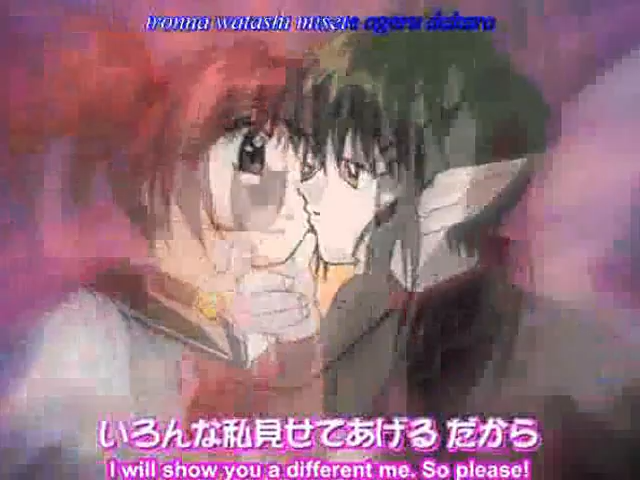 ironna watashi misete ageru dakara
いろんな私見せてあげる だから
I will show you a different me. So please!